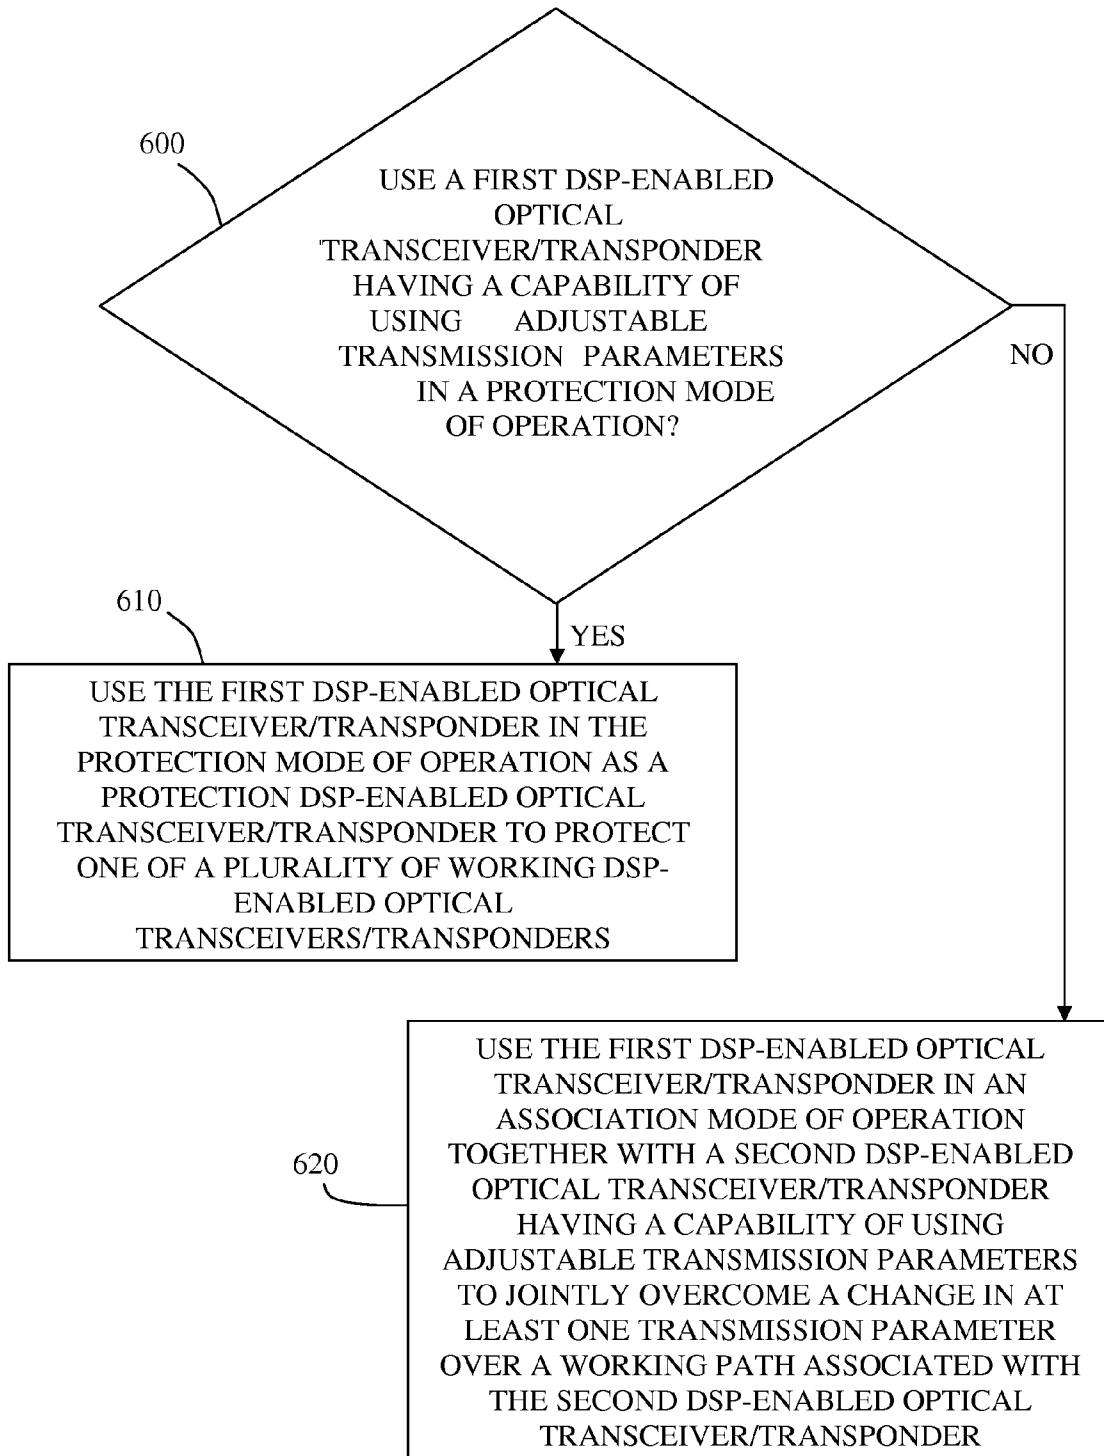 600
USE A FIRST DSP-ENABLED
OPTICAL
TRANSCEIVER/TRANSPONDER
HAVING A CAPABILITY OF
USING ADJUSTABLE
TRANSMISSION PARAMETERS
IN A PROTECTION MODE
OF OPERATION?
NO
610
YES
USE THE FIRST DSP-ENABLED OPTICAL
TRANSCEIVER/TRANSPONDER IN THE
PROTECTION MODE OF OPERATION AS A
PROTECTION DSP-ENABLED OPTICAL
TRANSCEIVER/TRANSPONDER TO PROTECT
ONE OF A PLURALITY OF WORKING DSP-
ENABLED OPTICAL
TRANSCEIVERS/TRANSPONDERS
620
USE THE FIRST DSP-ENABLED OPTICAL
TRANSCEIVER/TRANSPONDER IN AN
ASSOCIATION MODE OF OPERATION
TOGETHER WITH A SECOND DSP-ENABLED
OPTICAL TRANSCEIVER/TRANSPONDER
HAVING A CAPABILITY OF USING
ADJUSTABLE TRANSMISSION PARAMETERS
TO JOINTLY OVERCOME A CHANGE IN AT
LEAST ONE TRANSMISSION PARAMETER
OVER A WORKING PATH ASSOCIATED WITH
THE SECOND DSP-ENABLED OPTICAL
TRANSCEIVER/TRANSPONDER